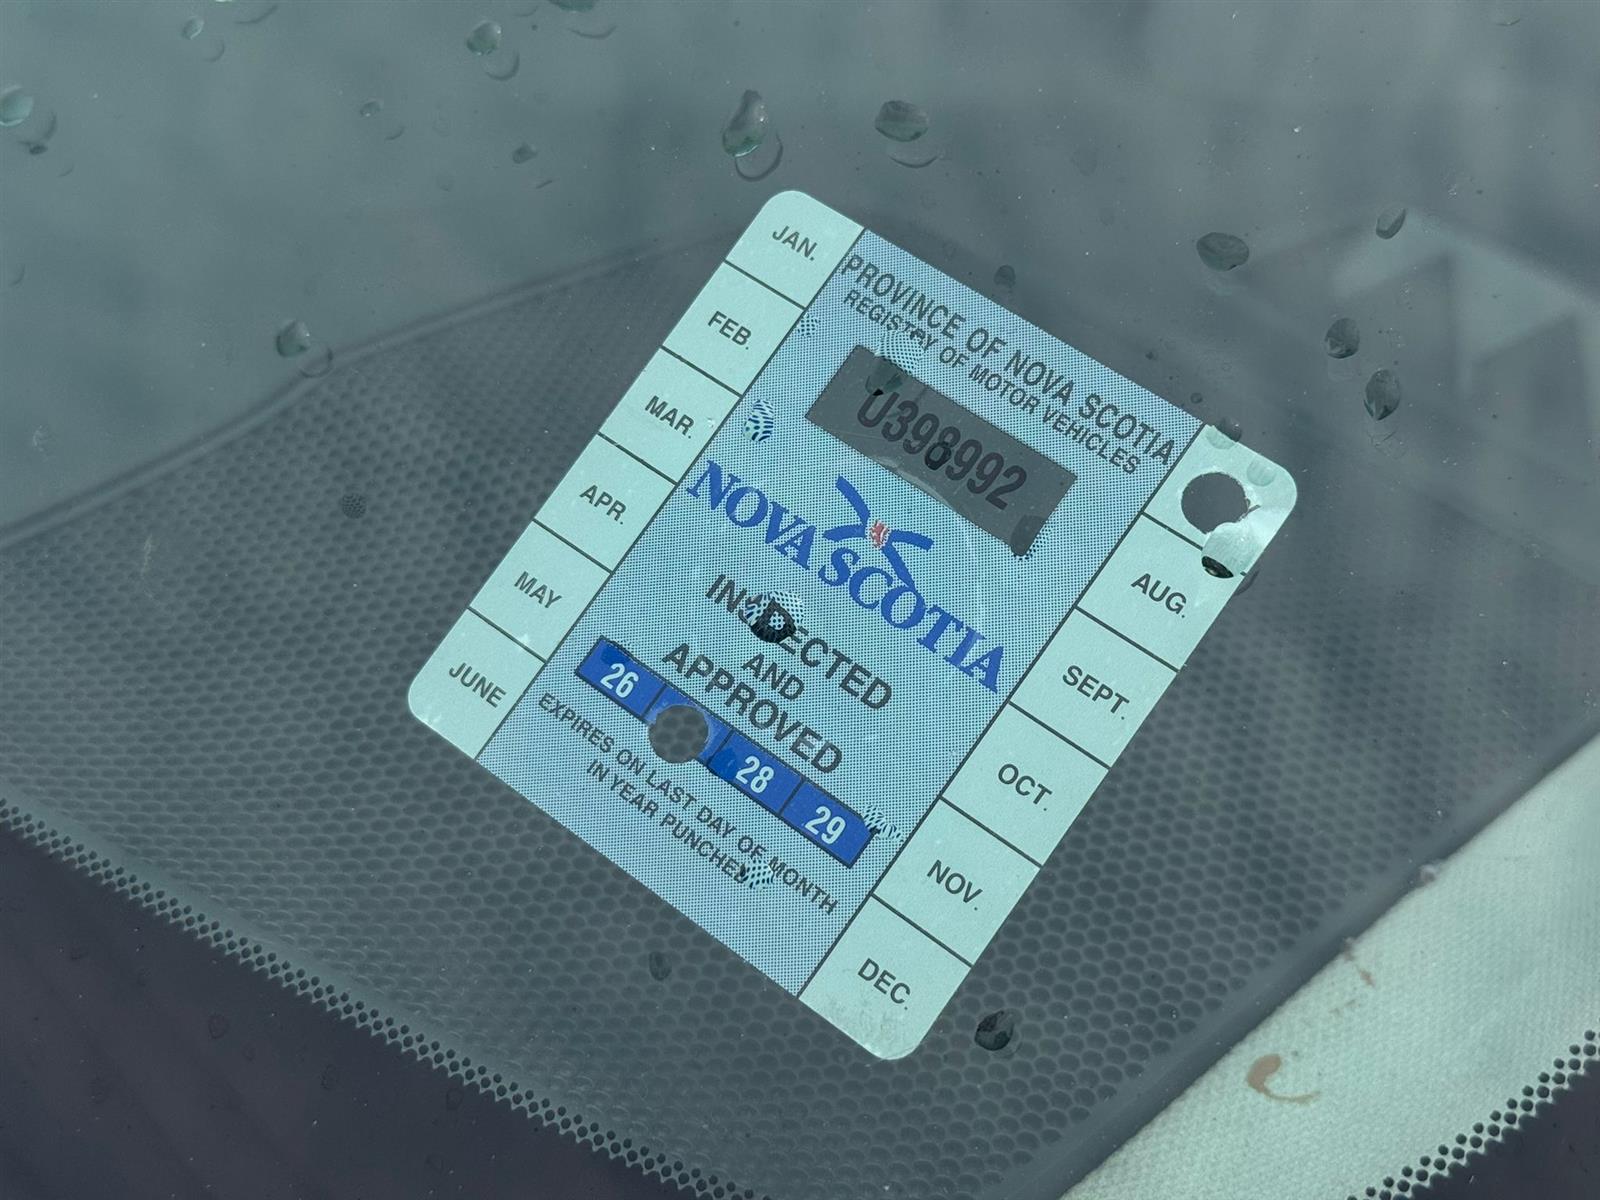 JAN.
FEB.
MAR.
APR.
MAY
JUNE
PROVINCE OF NOVA SCOTIA
REGISTRY OF MOTOR VEHICLES
U398992
NOVA SCOTIA
INSPECTED
AND
APPROVED
26 28 29
EXPIRES ON LAST DAY OF MONTH
IN YEAR PUNCHED
AUG.
SEPT.
OCT.
NOV.
DEC.